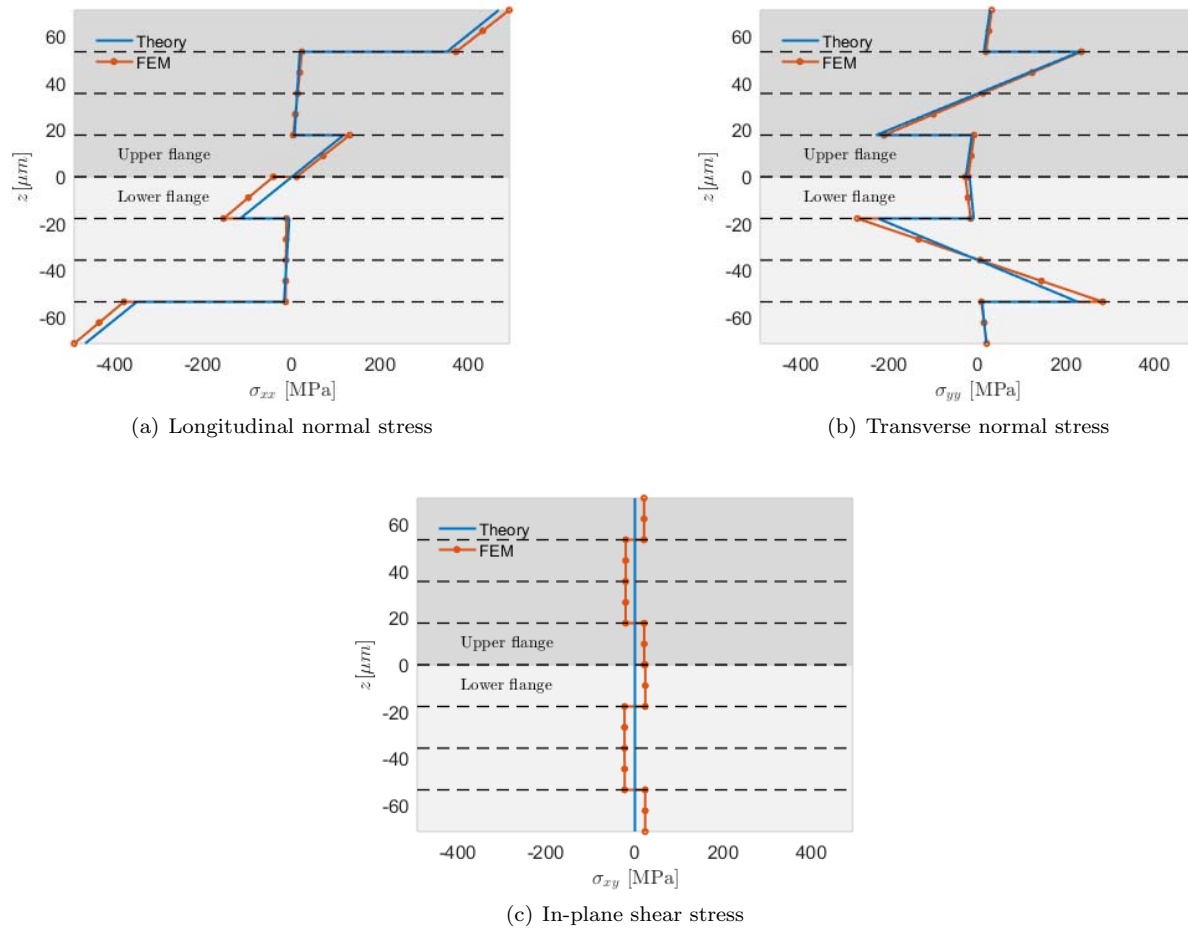 60
40
20
0
-20
-40
-60
z [μm]
Theory
FEM
Upper flange
Lower flange
-400 -200 0 200 400
σxx [MPa]
(a) Longitudinal normal stress
60
40
20
0
-20
-40
-60
z [μm]
Theory
FEM
Upper flange
Lower flange
-400 -200 0 200 400
σyy [MPa]
(b) Transverse normal stress
60
40
20
0
-20
-40
-60
z [μm]
Theory
FEM
Upper flange
Lower flange
-400 -200 0 200 400
σxy [MPa]
(c) In-plane shear stress